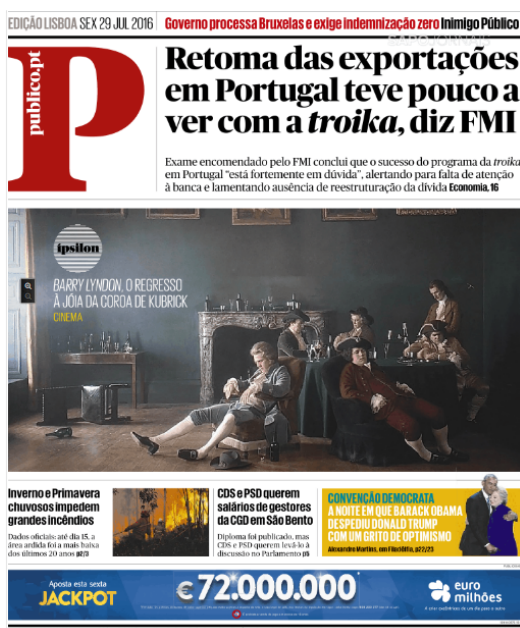 EDIÇÃO LISBOA SEX 29 JUL 2016
Governo processa Bruxelas e exige indemnização zero Inimigo Público
publico.pt
P
Retoma das exportações
em Portugal teve pouco a
ver com a troika, diz FMI
Exame encomendado pelo FMI conclui que o sucesso do programa da troika
em Portugal "está fortemente em dúvida", alertando para falta de atenção
à banca e lamentando ausência de reestruturação da dívida Economia, 16
ípsilon
BARRY LYNDON, O REGRESSO
À JÓIA DA COROA DE KUBRICK
CINEMA
Inverno e Primavera
chuvosos impedem
grandes incêndios
Dados oficiais: até dia 15, a
área ardida foi a mais baixa
dos últimos 20 anos p2/3
CDS e PSD querem
salários de gestores
da CGD em São Bento
Diploma foi publicado, mas
CDS e PSD querem levá-lo à
discussão no Parlamento p6
CONVENÇÃO DEMOCRATA
A NOITE EM QUE BARACK OBAMA
DESPEDIU DONALD TRUMP
COM UM GRITO DE OPTIMISMO
Alexandre Martins, em Filadélfia, p22/23
Aposta esta sexta
JACKPOT
€72.000.000
euro
milhões